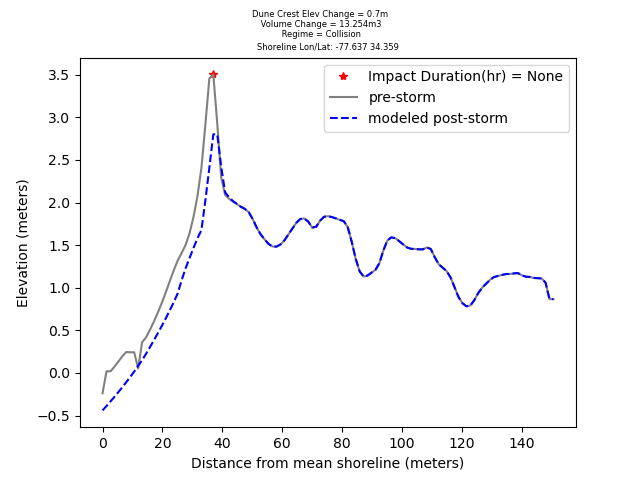 Dune Crest Elev Change = 0.7m
Volume Change = 13.254m3
Regime = Collision
Shoreline Lon/Lat: -77.637 34.359
Impact Duration(hr) = None
pre-storm
modeled post-storm
3.5
3.0
2.5
2.0
1.5
1.0
0.5
0.0
−0.5
Elevation (meters)
0 20 40 60 80 100 120 140
Distance from mean shoreline (meters)